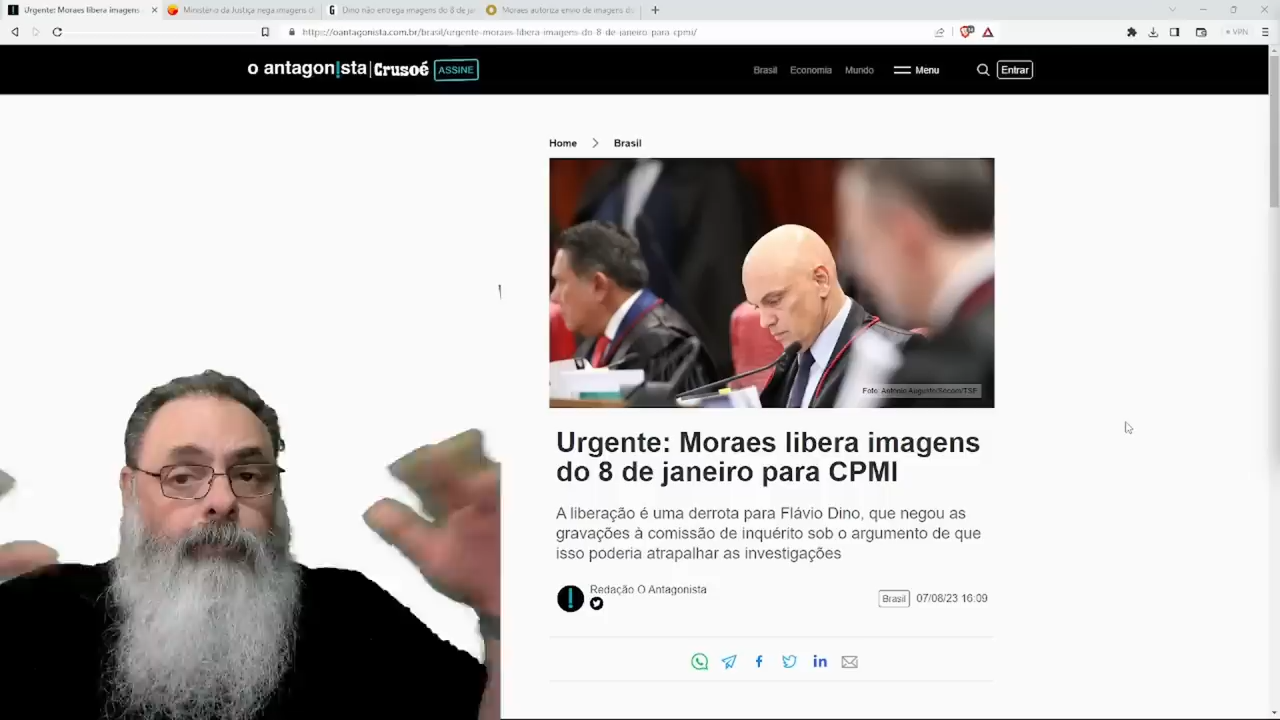 Urgente: Moraes libera imagens
Ministério da Justiça nega imagens d
Dino não entrega imagens do 8 de jan
Moraes autoriza envio de imagens do
https://oantagonista.com.br/brasil/urgente-moraes-libera-imagens-do-8-de-janeiro-para-cpmi/
VPN
o antagon!sta | Crusoé ASSINE
Brasil Economia Mundo Menu Entrar
Home > Brasil
Foto: Antonio Augusto/Secom/TSE
Urgente: Moraes libera imagens
do 8 de janeiro para CPMI
A liberação é uma derrota para Flávio Dino, que negou as
gravações à comissão de inquérito sob o argumento de que
isso poderia atrapalhar as investigações
Redação O Antagonista
Brasil 07/08/23 16:09